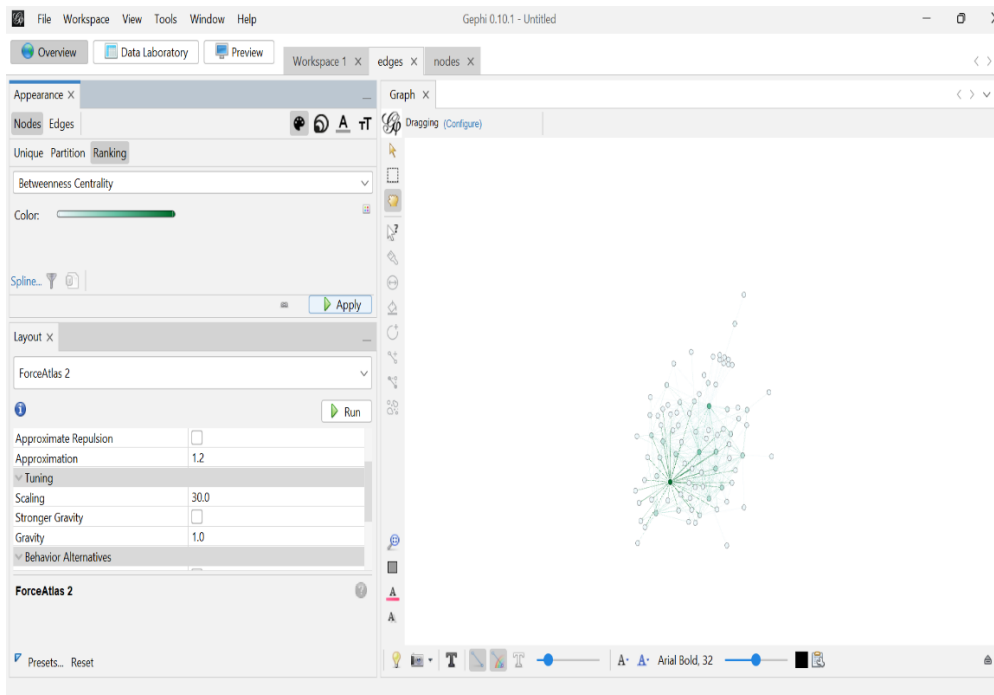 File Workspace View Tools Window Help Gephi 0.10.1 - Untitled
Overview Data Laboratory Preview Workspace 1 X edges X nodes X
Appearance X
Graph X
Nodes Edges
Dragging (Configure)
Unique Partition Ranking
Betweenness Centrality
Color:
Spline...
Apply
Layout X
ForceAtlas 2
Run
Approximate Repulsion
Approximation 1.2
Tuning
Scaling 30.0
Stronger Gravity
Gravity 1.0
Behavior Alternatives
ForceAtlas 2
Presets... Reset
T T A- A- Arial Bold, 32